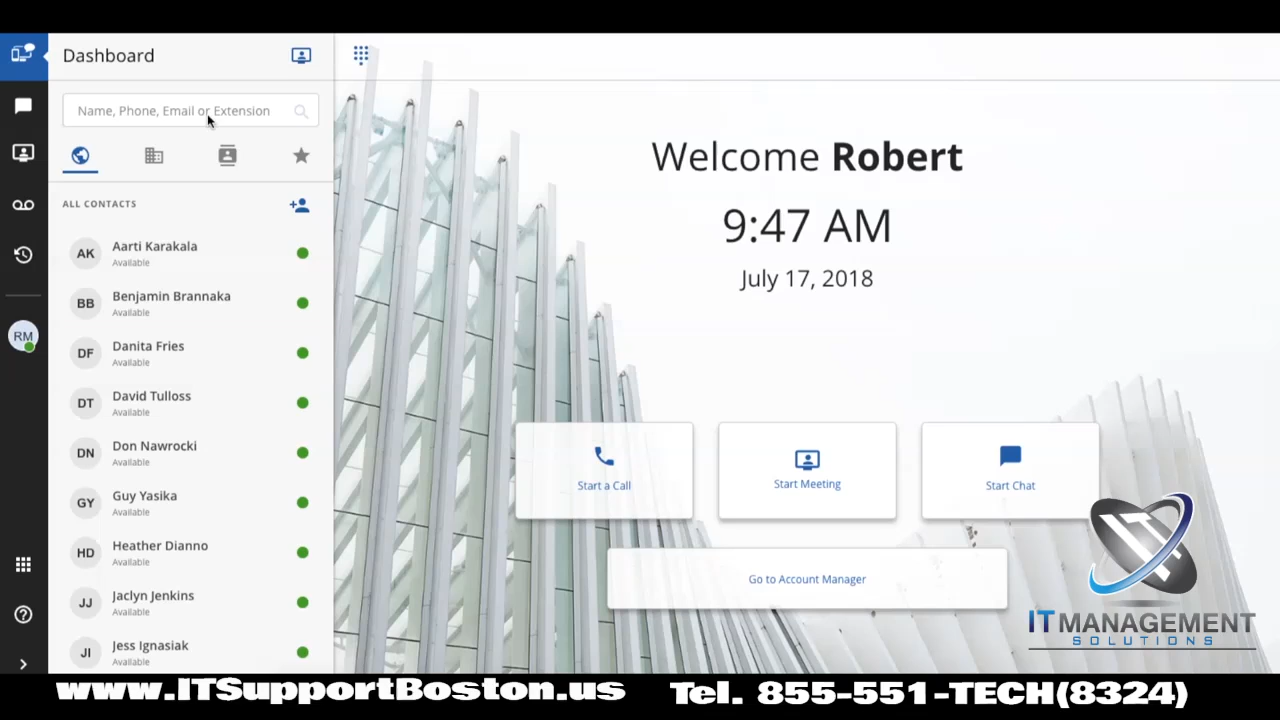 Dashboard
Name, Phone, Email or Extension
ALL CONTACTS
AK
Aarti Karakala
Available
BB
Benjamin Brannaka
Available
DF
Danita Fries
Available
DT
David Tulloss
Available
DN
Don Nawrocki
Available
GY
Guy Yasika
Available
HD
Heather Dianno
Available
JJ
Jaclyn Jenkins
Available
JI
Jess Ignasiak
Available
RM
Welcome Robert
9:47 AM
July 17, 2018
Start a Call
Start Meeting
Start Chat
Go to Account Manager
IT
ITMANAGEMENT
SOLUTIONS
www.ITSupportBoston.us
Tel. 855-551-TECH(8324)